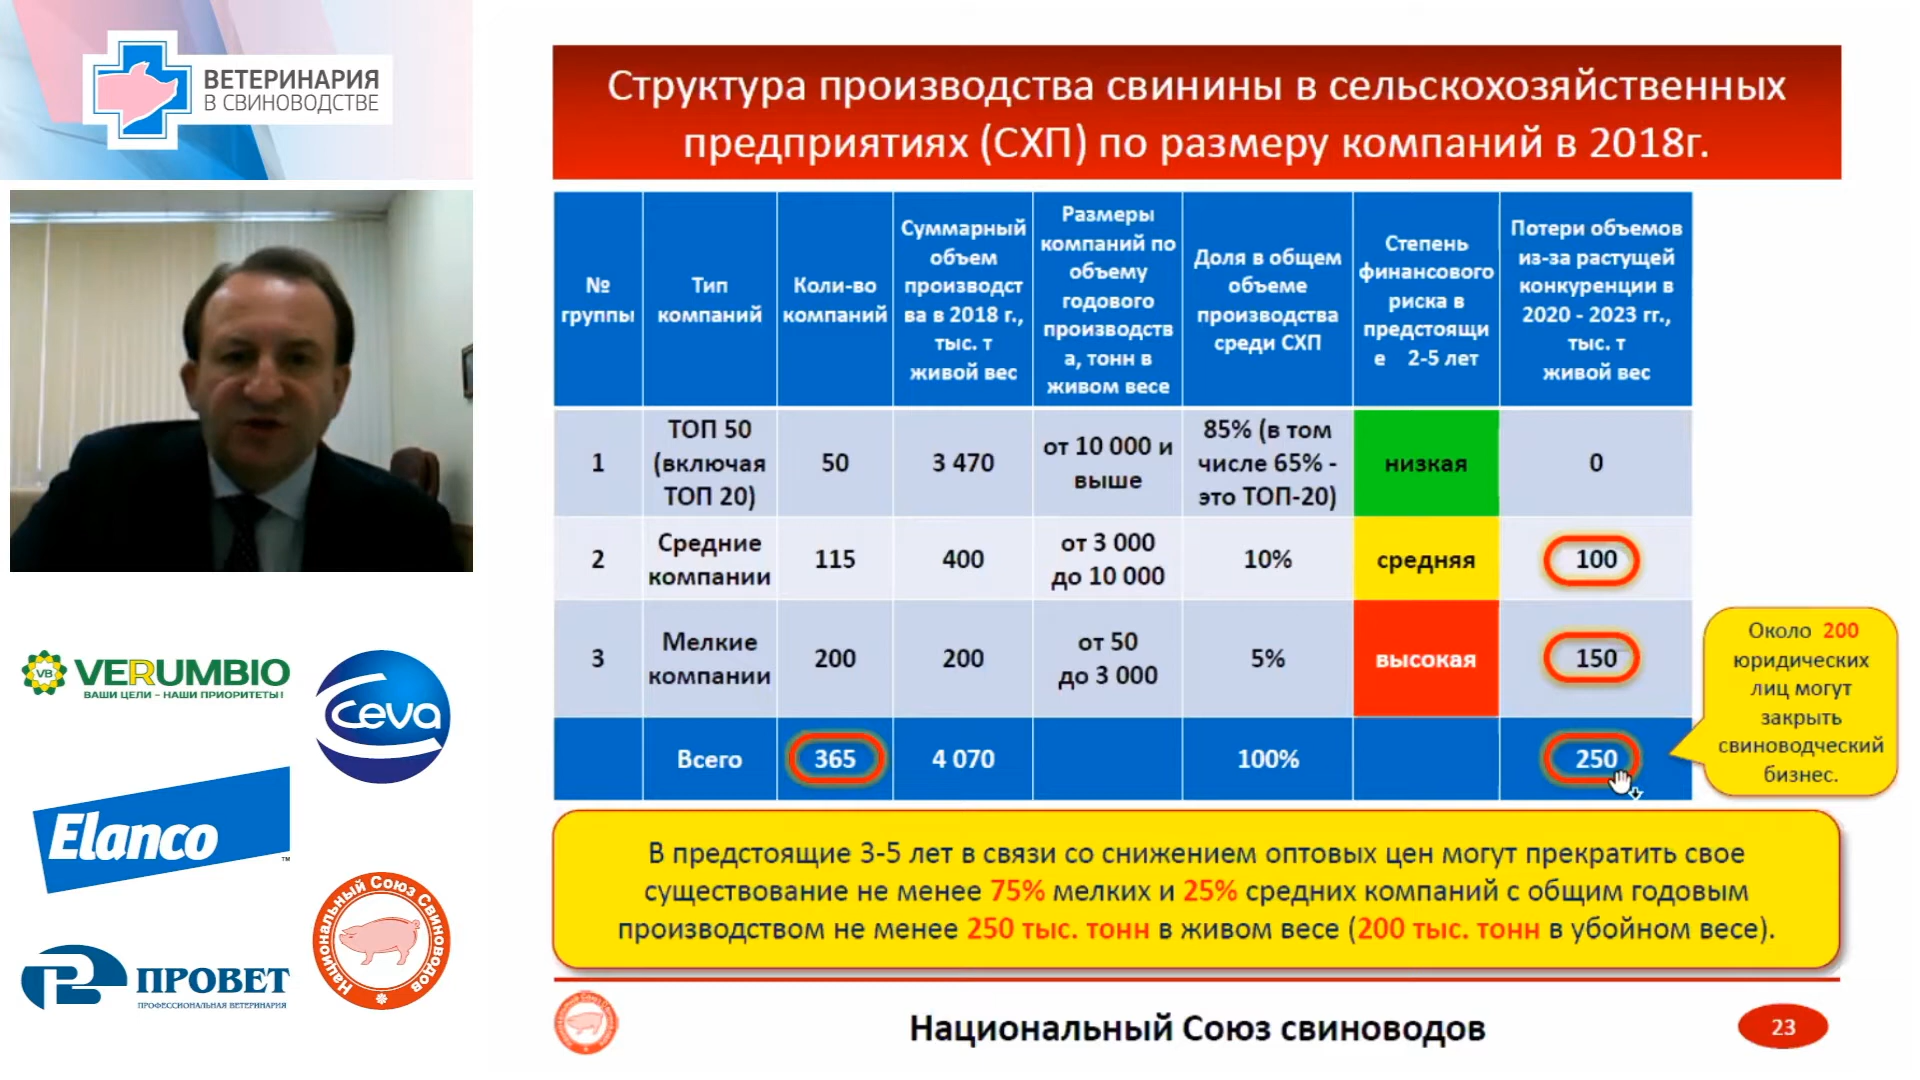 ВЕТЕРИНАРИЯ
В СВИНОВОДСТВЕ
Структура производства свинины в сельскохозяйственных
предприятиях (СХП) по размеру компаний в 2018г.
№
группы
Тип
компаний
Коли-во
компаний
Суммарный
объем
производст
ва в 2018 г.,
тыс. т
живой вес
Размеры
компаний по
объему
годового
производств
а, тонн в
живом весе
Доля в общем
объеме
производства
среди СХП
Степень
финансового
риска в
предстоящи
е 2-5 лет
Потери объемов
из-за растущей
конкуренции в
2020 - 2023 гг.,
тыс. т
живой вес
1
ТОП 50
(включая
ТОП 20)
50
3 470
от 10 000 и
выше
85% (в том
числе 65% -
это ТОП-20)
низкая
0
2
Средние
компании
115
400
от 3 000
до 10 000
10%
средняя
100
3
Мелкие
компании
200
200
от 50
до 3 000
5%
высокая
150
Всего
365
4 070
100%
250
Около 200
юридических
лиц могут
закрыть
свиноводческий
бизнес.
В предстоящие 3-5 лет в связи со снижением оптовых цен могут прекратить свое
существование не менее 75% мелких и 25% средних компаний с общим годовым
производством не менее 250 тыс. тонн в живом весе (200 тыс. тонн в убойном весе).
Национальный Союз свиноводов
23
VB
VERUMBIO
ВАШИ ЦЕЛИ – НАШИ ПРИОРИТЕТЫ!
Ceva
Elanco
™
Национальный Союз Свиноводов
ПРОВЕТ
ПРОФЕССИОНАЛЬНАЯ ВЕТЕРИНАРИЯ